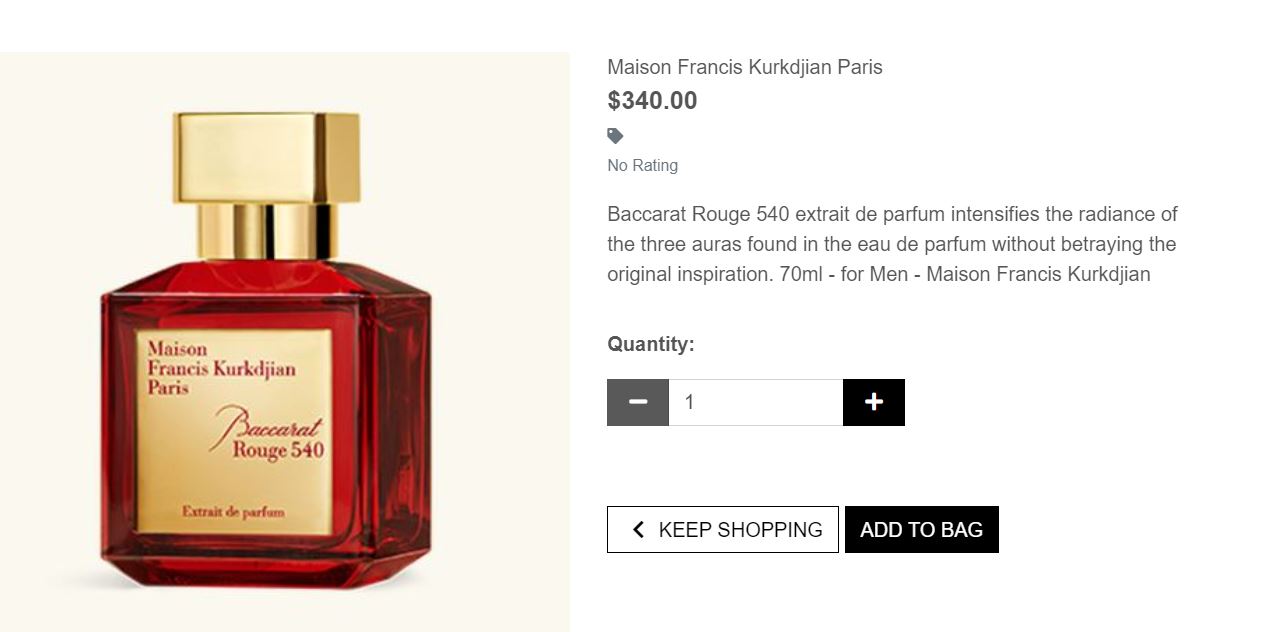 Maison
Francis Kurkdjian
Paris
Baccarat
Rouge 540
Extrait de parfum
Maison Francis Kurkdjian Paris
$340.00
No Rating
Baccarat Rouge 540 extrait de parfum intensifies the radiance of
the three auras found in the eau de parfum without betraying the
original inspiration. 70ml - for Men - Maison Francis Kurkdjian
Quantity:
1
KEEP SHOPPING
ADD TO BAG